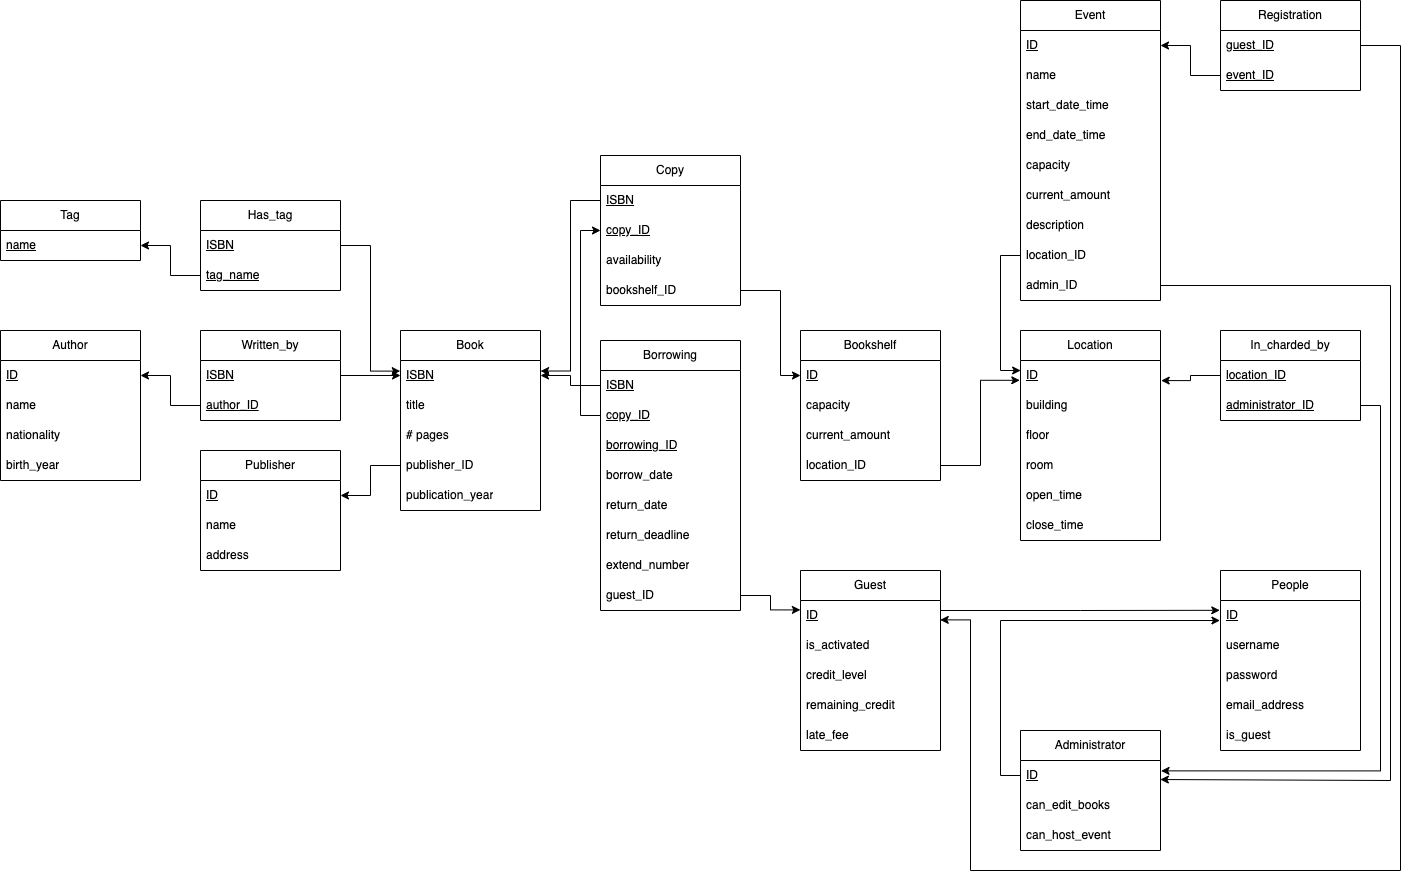 Event
ID
name
start_date_time
end_date_time
capacity
current_amount
description
location_ID
admin_ID
Registration
guest_ID
event_ID
Copy
ISBN
copy_ID
availability
bookshelf_ID
Tag
name
Has_tag
ISBN
tag_name
Author
ID
name
nationality
birth_year
Written_by
ISBN
author_ID
Book
ISBN
title
# pages
publisher_ID
publication_year
Borrowing
ISBN
copy_ID
borrowing_ID
borrow_date
return_date
return_deadline
extend_number
guest_ID
Bookshelf
ID
capacity
current_amount
location_ID
Location
ID
building
floor
room
open_time
close_time
In_charded_by
location_ID
administrator_ID
Publisher
ID
name
address
Guest
ID
is_activated
credit_level
remaining_credit
late_fee
People
ID
username
password
email_address
is_guest
Administrator
ID
can_edit_books
can_host_event